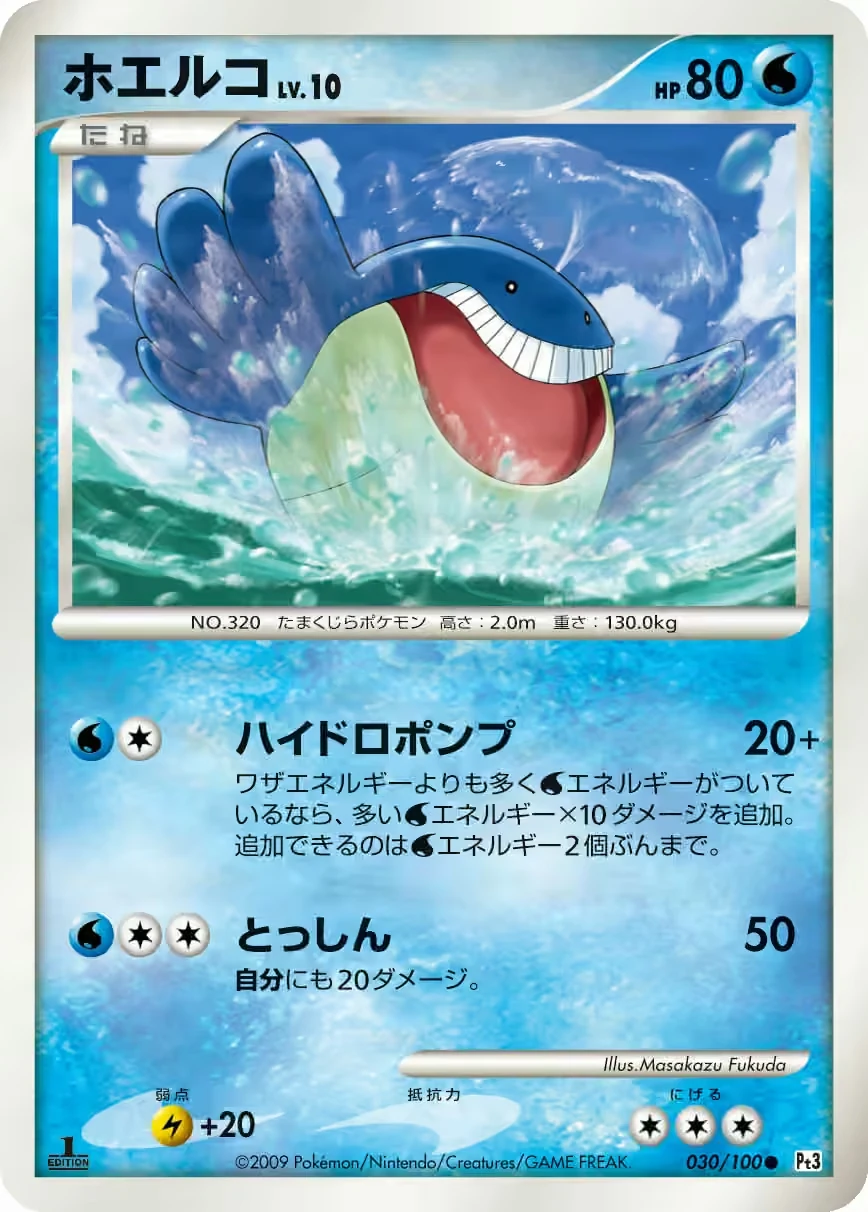 ホエルコ LV.10 HP 80
たね
NO.320 たまくじらポケモン 高さ：2.0m 重さ：130.0kg
ハイドロポンプ 20+
ワザエネルギーよりも多くエネルギーがついて
いるなら、多いエネルギー×10ダメージを追加。
追加できるのはエネルギー2個ぶんまで。
とっしん 50
自分にも20ダメージ。
Illus.Masakazu Fukuda
弱点 抵抗力 にげる
+20
1 EDITION
©2009 Pokémon/Nintendo/Creatures/GAME FREAK.
030/100 Pt3